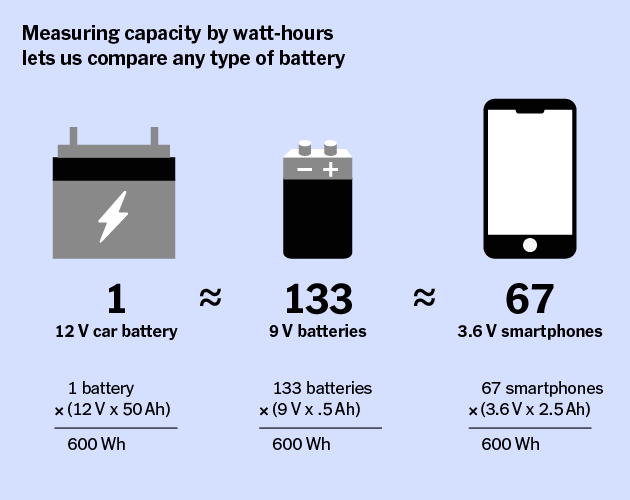 Measuring capacity by watt-hours
lets us compare any type of battery
− +
1 ≈ 133 ≈ 67
12 V car battery 9 V batteries 3.6 V smartphones
1 battery 133 batteries 67 smartphones
× (12 V x 50 Ah) × (9 V x .5 Ah) × (3.6 V x 2.5 Ah)
600 Wh 600 Wh 600 Wh